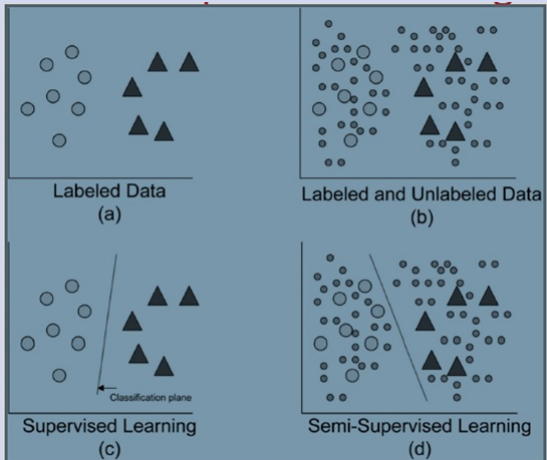 Labeled Data
(a)
Labeled and Unlabeled Data
(b)
Classification plane
Supervised Learning
(c)
Semi-Supervised Learning
(d)